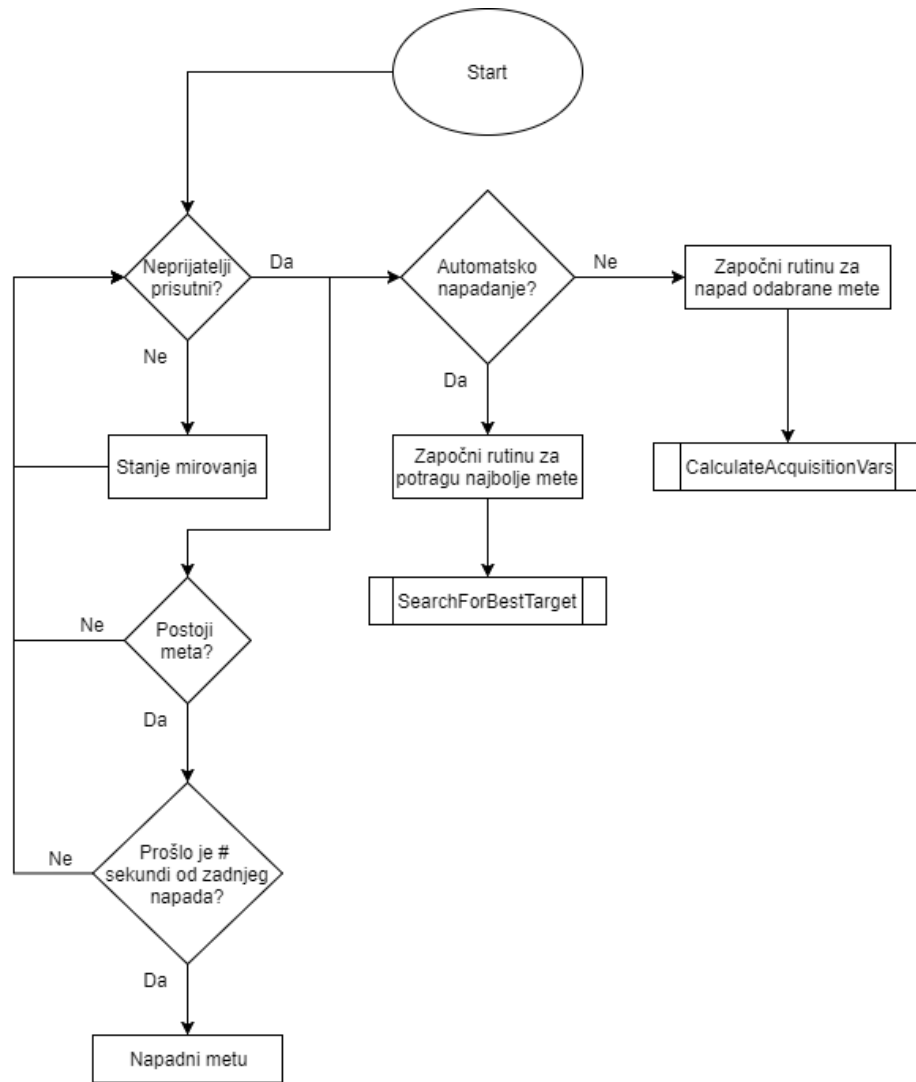 Start
Neprijatelji
prisutni?
Da
Automatsko
napadanje?
Ne
Započni rutinu za
napad odabrane mete
Ne
Da
Stanje mirovanja
Započni rutinu za
potragu najbolje mete
CalculateAcquisitionVars
SearchForBestTarget
Ne
Postoji
meta?
Da
Ne
Prošlo je #
sekundi od zadnjeg
napada?
Da
Napadni metu